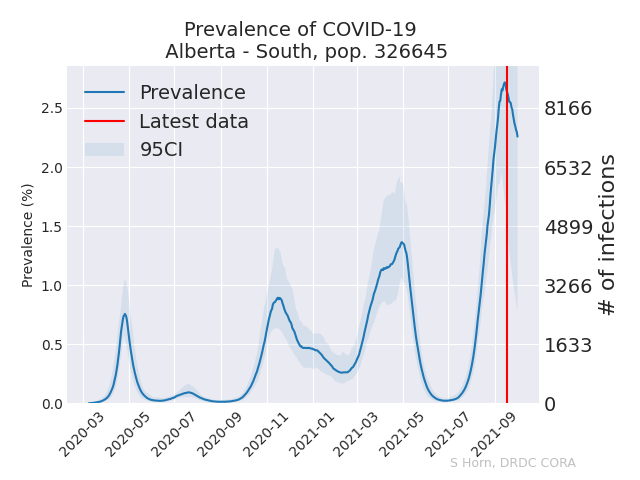 Prevalence of COVID-19
Alberta - South, pop. 326645
Prevalence
Latest data
95CI
Prevalence (%)
2.5
2.0
1.5
1.0
0.5
0.0
8166
6532
4899
3266
1633
0
# of infections
2020-03
2020-05
2020-07
2020-09
2020-11
2021-01
2021-03
2021-05
2021-07
2021-09
S Horn, DRDC CORA